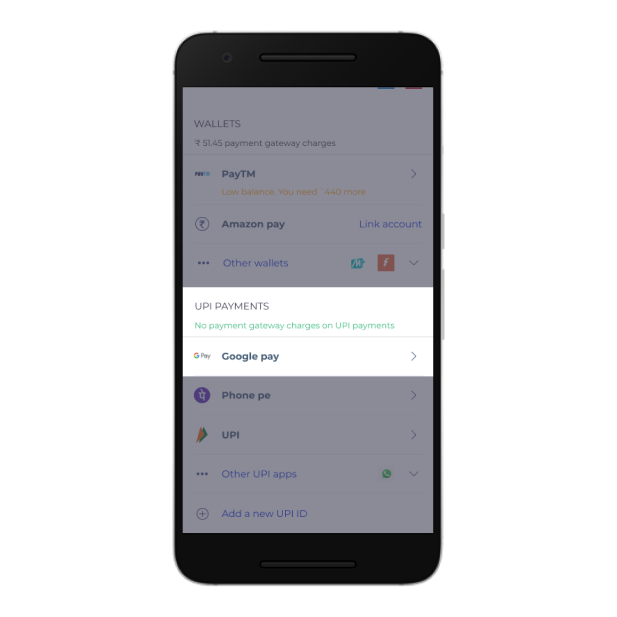 WALLETS
₹ 51.45 payment gateway charges
PayTM
Low Balance. You need 440 more
Amazon pay Link account
Other wallets
UPI PAYMENTS
No payment gateway charges on UPI payments
G Pay Google pay
Phone pe
UPI
Other UPI apps
Add a new UPI ID